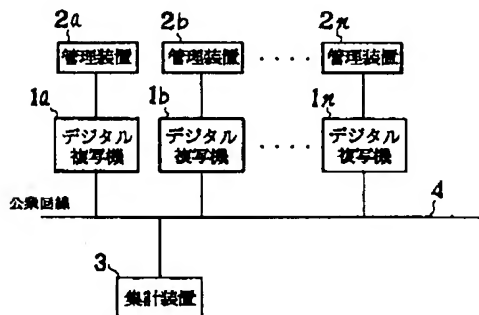 2a 2b 2n
管理装置 管理装置 ···· 管理装置
1a 1b 1n
デジタル複写機 デジタル複写機 ···· デジタル複写機
4
公衆回線
3
集計装置